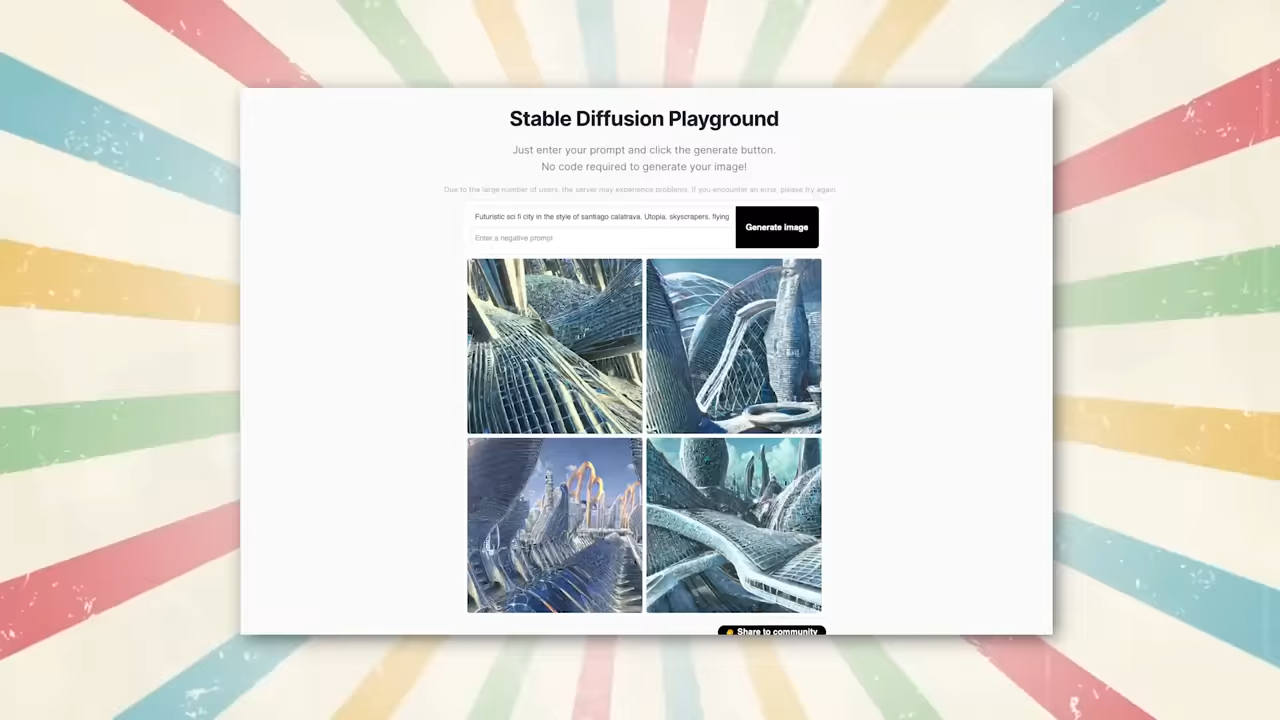 Stable Diffusion Playground
Just enter your prompt and click the generate button.
No code required to generate your image!
Due to the large number of users, the server may experience problems. If you encounter an error, please try again.
Futuristic sci fi city in the style of santiago calatrava. Utopia, skyscrapers, flying
Generate image
Enter a negative prompt
Share to community